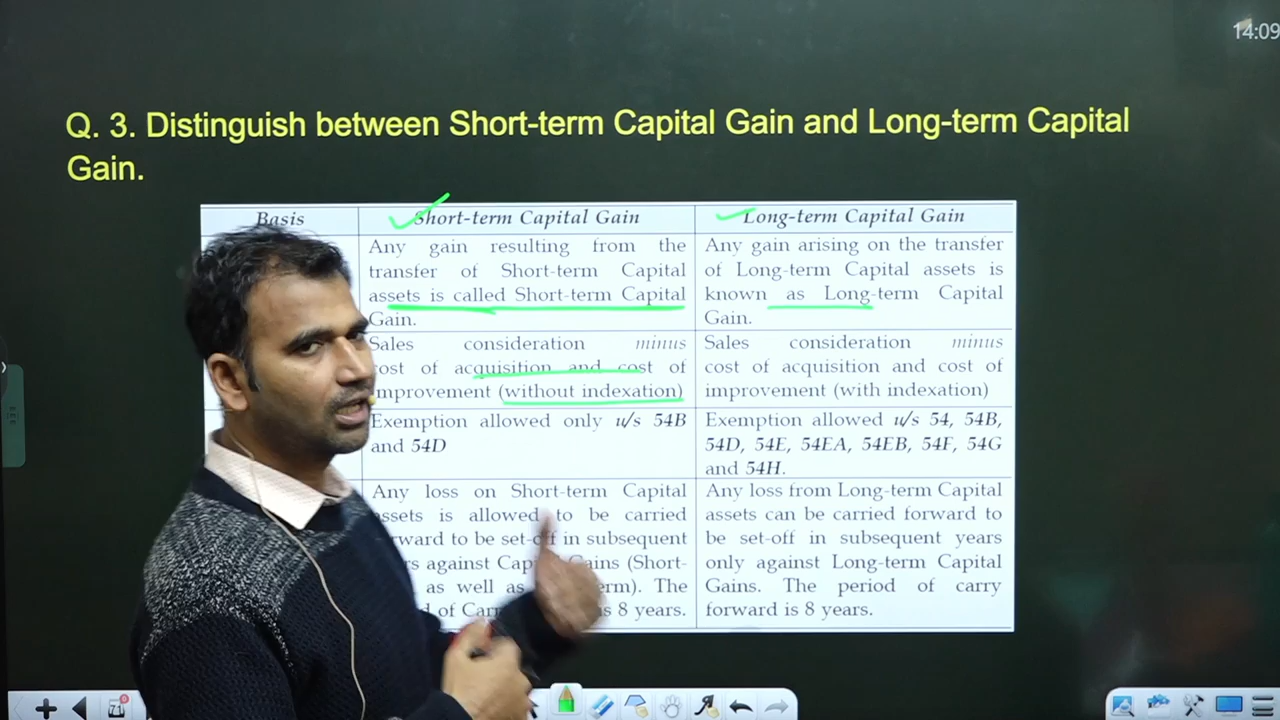 14:09
Q. 3. Distinguish between Short-term Capital Gain and Long-term Capital
Gain.
Basis Short-term Capital Gain Long-term Capital Gain
Any gain resulting from the
transfer of Short-term Capital
assets is called Short-term Capital
Gain.
Any gain arising on the transfer
of Long-term Capital assets is
known as Long-term Capital
Gain.
Sales consideration minus
cost of acquisition and cost of
improvement (without indexation)
Sales consideration minus
cost of acquisition and cost of
improvement (with indexation)
Exemption allowed only u/s 54B
and 54D
Exemption allowed u/s 54, 54B,
54D, 54E, 54EA, 54EB, 54F, 54G
and 54H.
Any loss on Short-term Capital
assets is allowed to be carried
to be set-off in subsequent
against Gains (Short-
as well as The
of 8 years.
Any loss from Long-term Capital
assets can be carried forward to
be set-off in subsequent years
only against Long-term Capital
Gains. The period of carry
forward is 8 years.
71